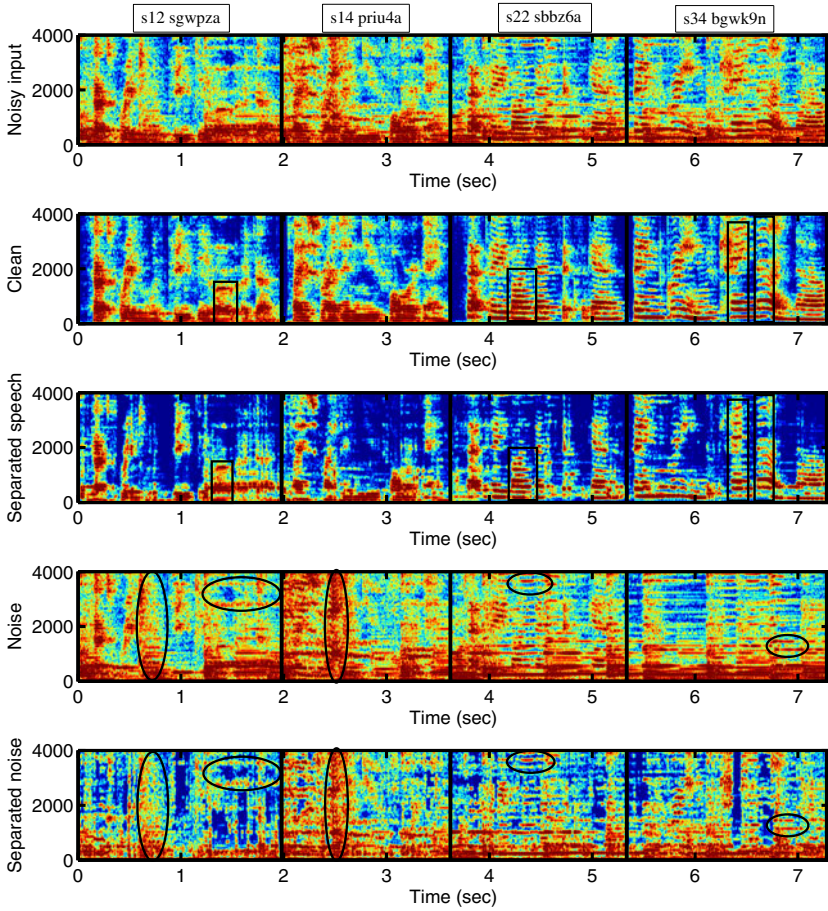 s12 sgwpza s14 priu4a s22 sbbz6a s34 bgwk9n
Noisy input
4000
2000
0
0 1 2 3 4 5 6 7
Time (sec)
Clean
4000
2000
0
0 1 2 3 4 5 6 7
Time (sec)
Separated speech
4000
2000
0
0 1 2 3 4 5 6 7
Time (sec)
Noise
4000
2000
0
0 1 2 3 4 5 6 7
Time (sec)
Separated noise
4000
2000
0
0 1 2 3 4 5 6 7
Time (sec)